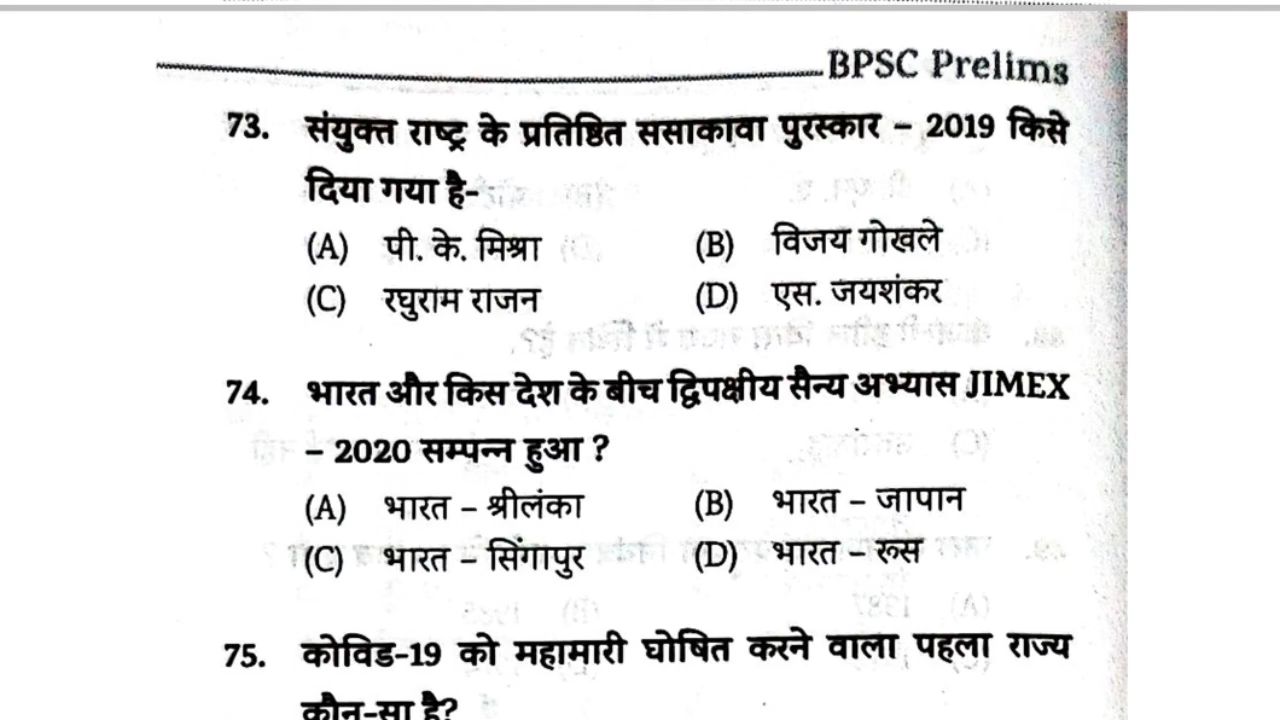 BPSC Prelims
73. संयुक्त राष्ट्र के प्रतिष्ठित ससाकावा पुरस्कार – 2019 किसे
दिया गया है-
(A) पी. के. मिश्रा (B) विजय गोखले
(C) रघुराम राजन (D) एस. जयशंकर
74. भारत और किस देश के बीच द्विपक्षीय सैन्य अभ्यास JIMEX
– 2020 सम्पन्न हुआ ?
(A) भारत – श्रीलंका (B) भारत – जापान
(C) भारत – सिंगापुर (D) भारत – रूस
75. कोविड-19 को महामारी घोषित करने वाला पहला राज्य
कौन-सा है?